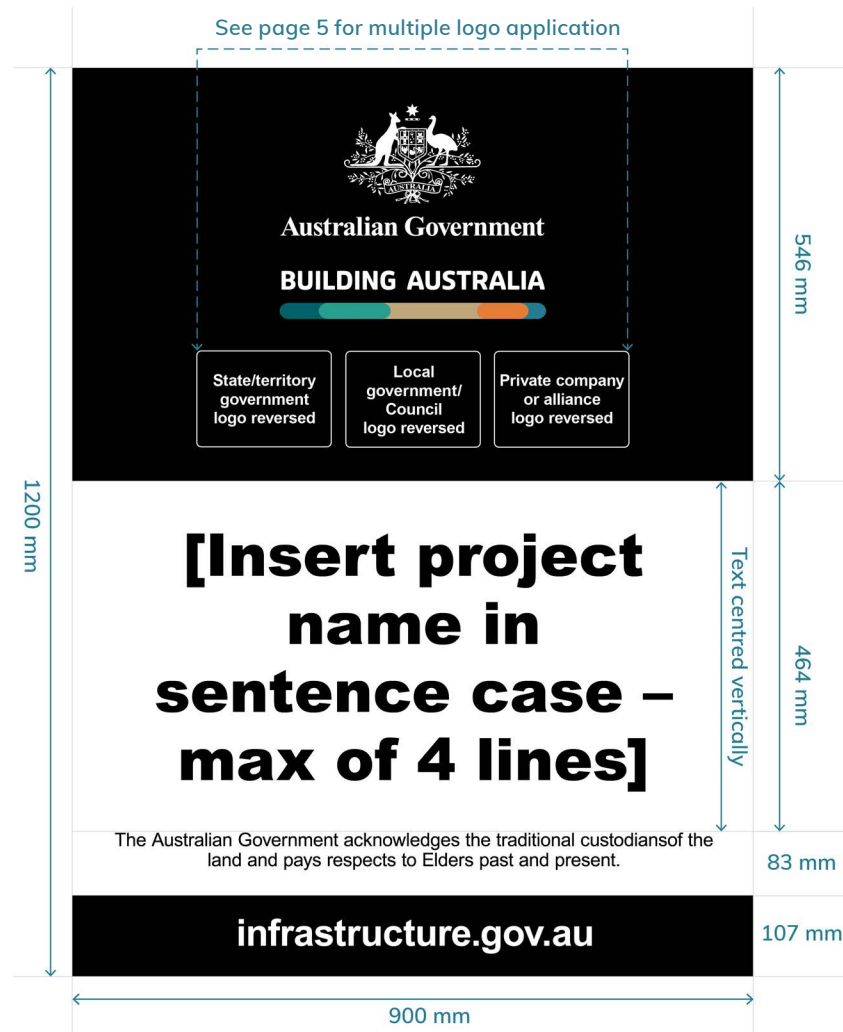 See page 5 for multiple logo application
AUSTRALIA
Australian Government
BUILDING AUSTRALIA
State/territory
government
logo reversed
Local
government/
Council
logo reversed
Private company
or alliance
logo reversed
546 mm
1200 mm
[Insert project
name in
sentence case –
max of 4 lines]
Text centred vertically
464 mm
The Australian Government acknowledges the traditional custodiansof the
land and pays respects to Elders past and present.
83 mm
infrastructure.gov.au
107 mm
900 mm